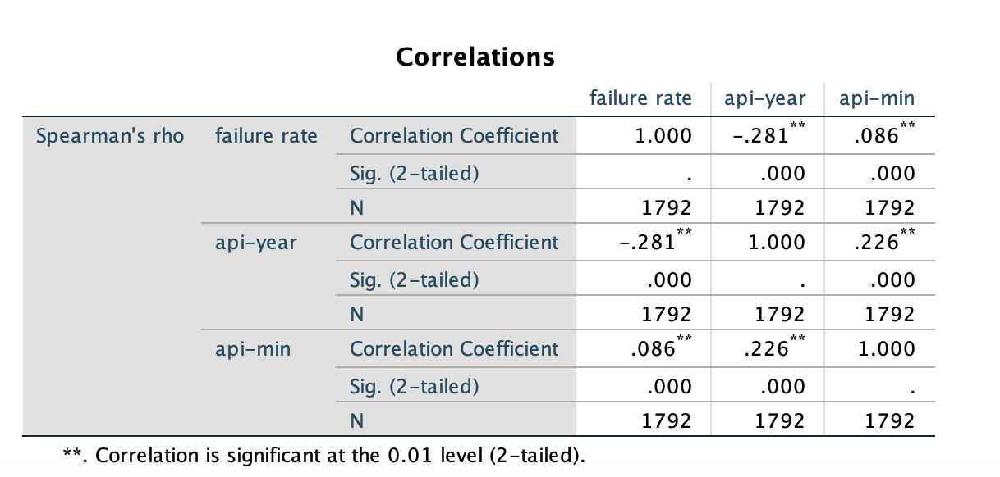 Correlations
failure rate api-year api-min
Spearman's rho failure rate Correlation Coefficient 1.000 -.281** .086**
Sig. (2-tailed) . .000 .000
N 1792 1792 1792
api-year Correlation Coefficient -.281** 1.000 .226**
Sig. (2-tailed) .000 . .000
N 1792 1792 1792
api-min Correlation Coefficient .086** .226** 1.000
Sig. (2-tailed) .000 .000 .
N 1792 1792 1792
**. Correlation is significant at the 0.01 level (2-tailed).